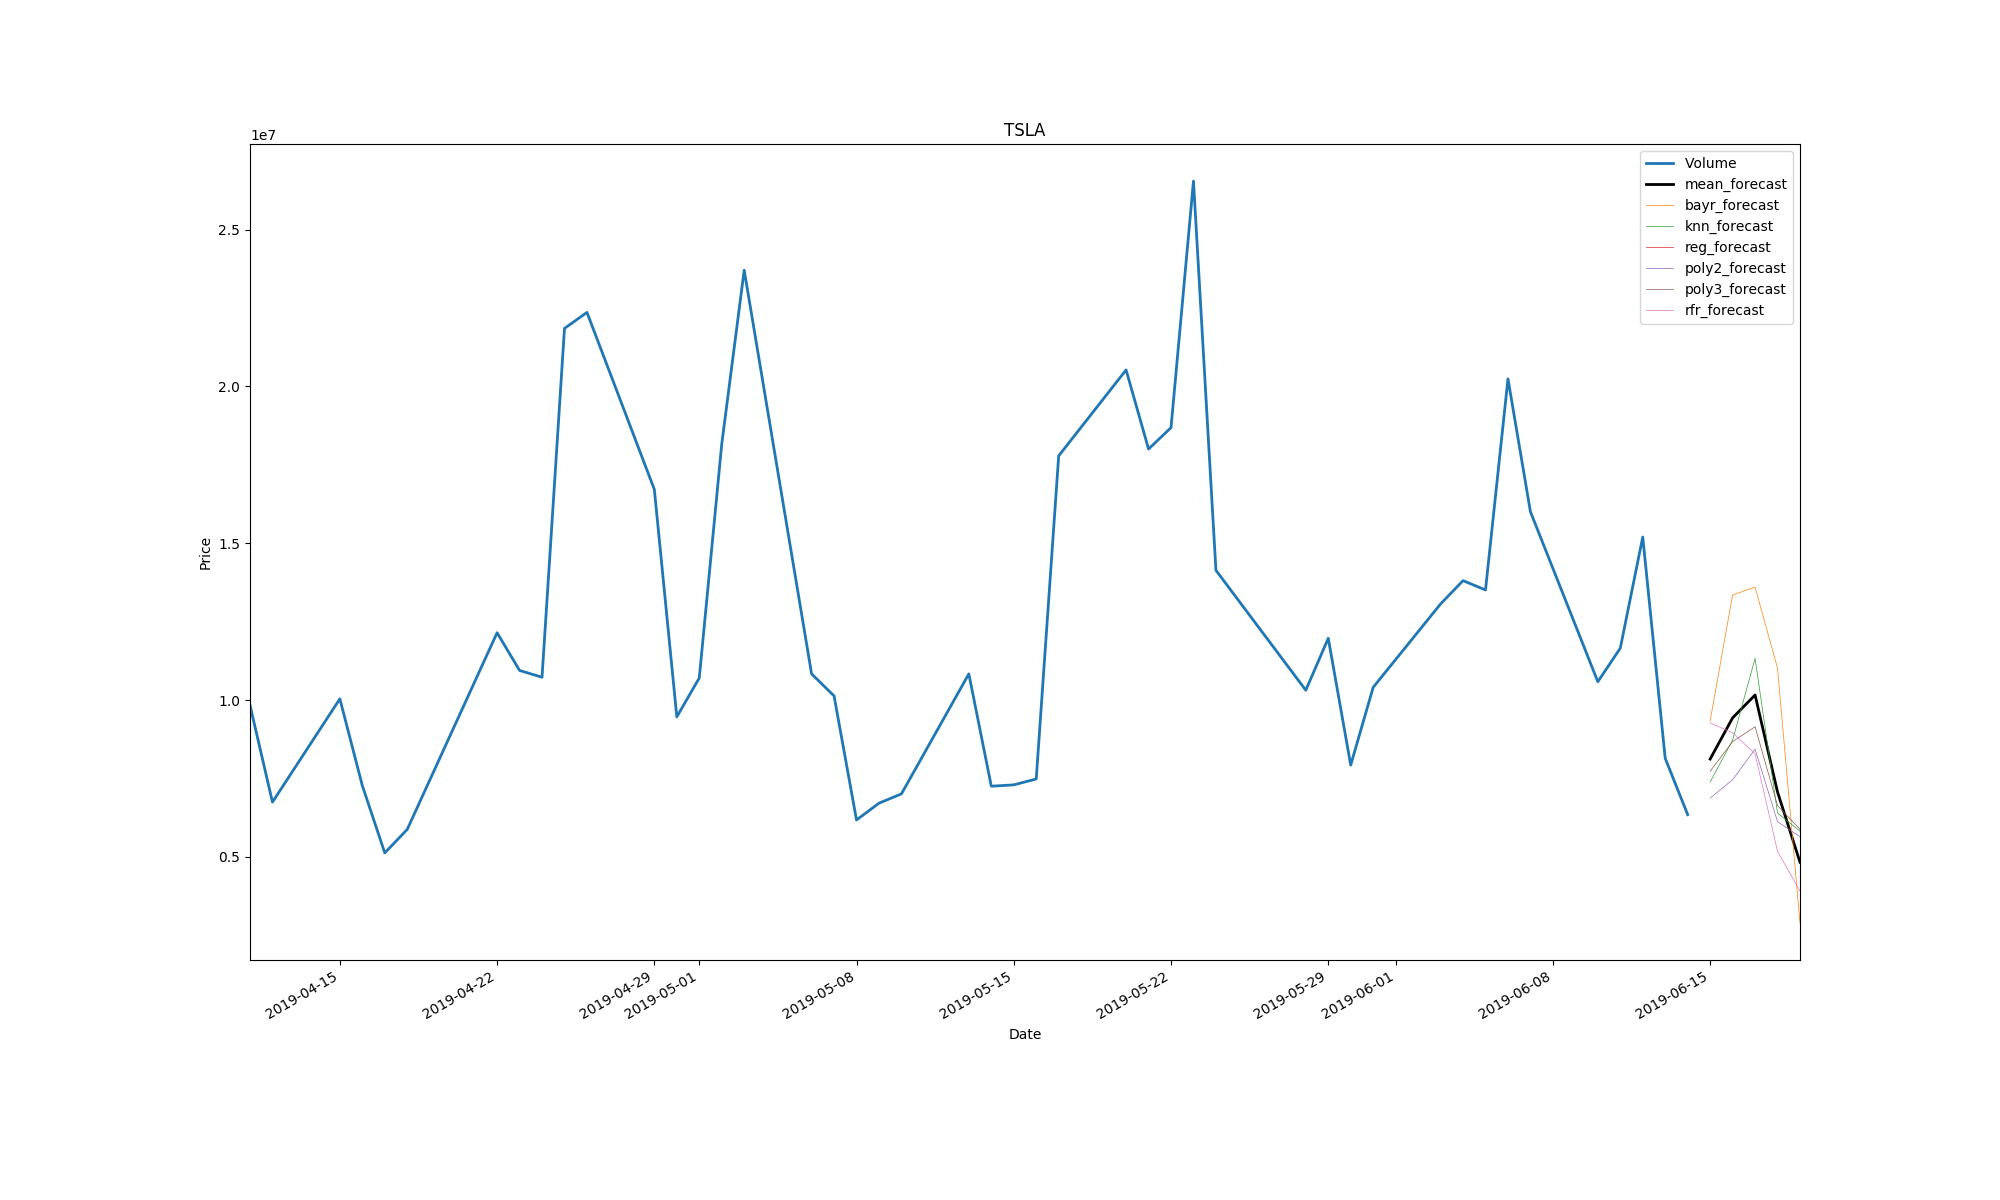 TSLA
1e7
Volume
mean_forecast
bayr_forecast
knn_forecast
reg_forecast
poly2_forecast
poly3_forecast
rfr_forecast
2.5
2.0
1.5
1.0
0.5
Price
2019-04-15
2019-04-22
2019-04-29
2019-05-01
2019-05-08
2019-05-15
2019-05-22
2019-05-29
2019-06-01
2019-06-08
2019-06-15
Date